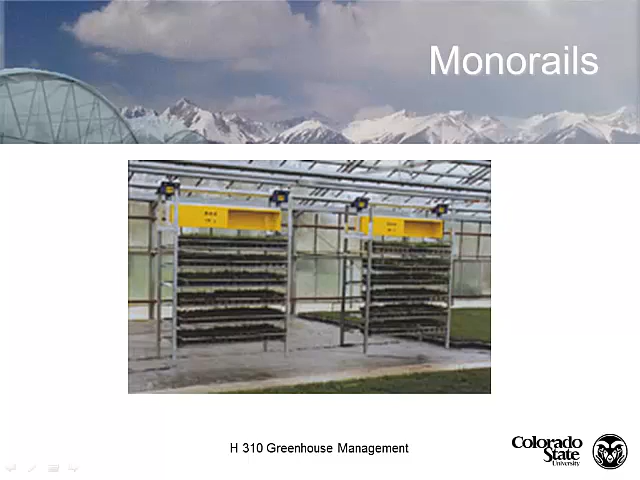 Monorails
H 310 Greenhouse Management
Colorado
State
University